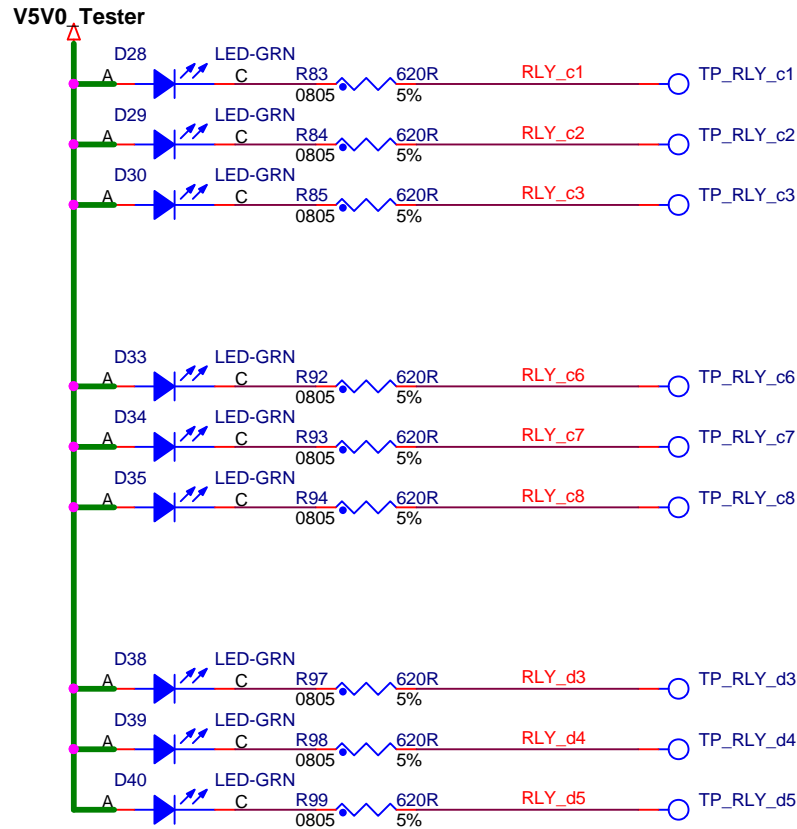 V5V0_Tester
D28 LED-GRN
A C R83 620R RLY_c1 TP_RLY_c1
0805 5%
D29 LED-GRN
A C R84 620R RLY_c2 TP_RLY_c2
0805 5%
D30 LED-GRN
A C R85 620R RLY_c3 TP_RLY_c3
0805 5%
D33 LED-GRN
A C R92 620R RLY_c6 TP_RLY_c6
0805 5%
D34 LED-GRN
A C R93 620R RLY_c7 TP_RLY_c7
0805 5%
D35 LED-GRN
A C R94 620R RLY_c8 TP_RLY_c8
0805 5%
D38 LED-GRN
A C R97 620R RLY_d3 TP_RLY_d3
0805 5%
D39 LED-GRN
A C R98 620R RLY_d4 TP_RLY_d4
0805 5%
D40 LED-GRN
A C R99 620R RLY_d5 TP_RLY_d5
0805 5%